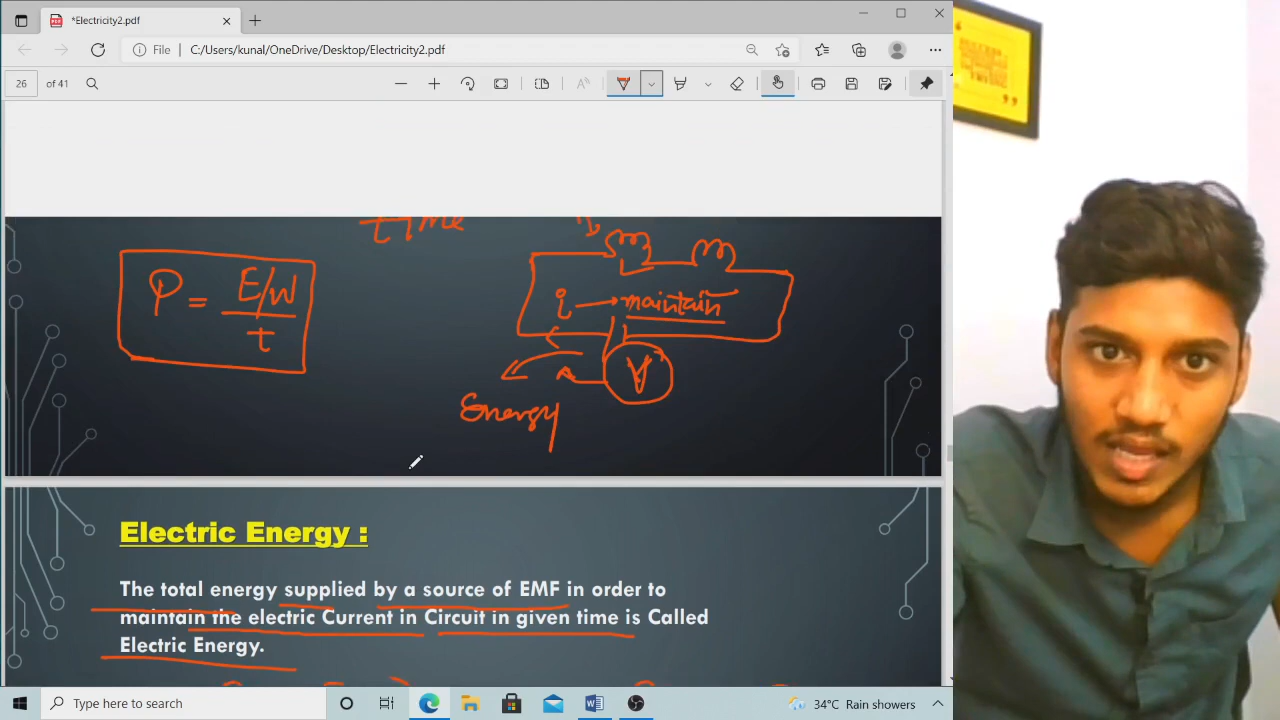 *Electricity2.pdf
File
C:/Users/kunal/OneDrive/Desktop/Electricity2.pdf
26 of 41
time
P = E/W
t
i → maintain
V
Energy
Electric Energy :
The total energy supplied by a source of EMF in order to
maintain the electric Current in Circuit in given time is Called
Electric Energy.
Type here to search
34°C Rain showers